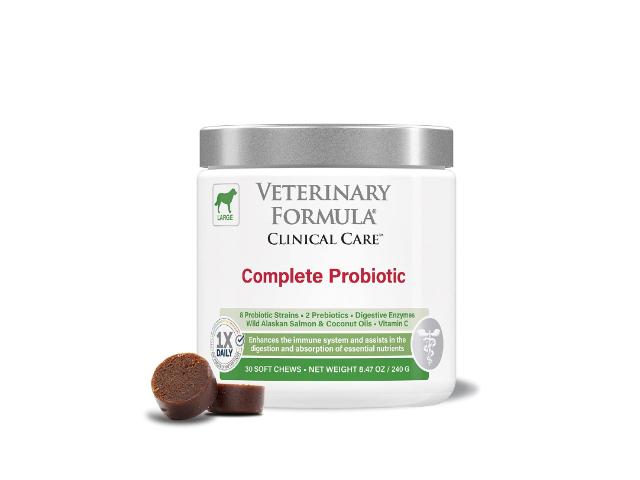 LARGE
VETERINARY
FORMULA®
CLINICAL CARE™
Complete Probiotic
8 Probiotic Strains • 2 Prebiotics • Digestive Enzymes
Wild Alaskan Salmon & Coconut Oils • Vitamin C
1X
DAILY
Enhances the immune system and assists in the
digestion and absorption of essential nutrients
30 SOFT CHEWS • NET WEIGHT 8.47 OZ / 240 G